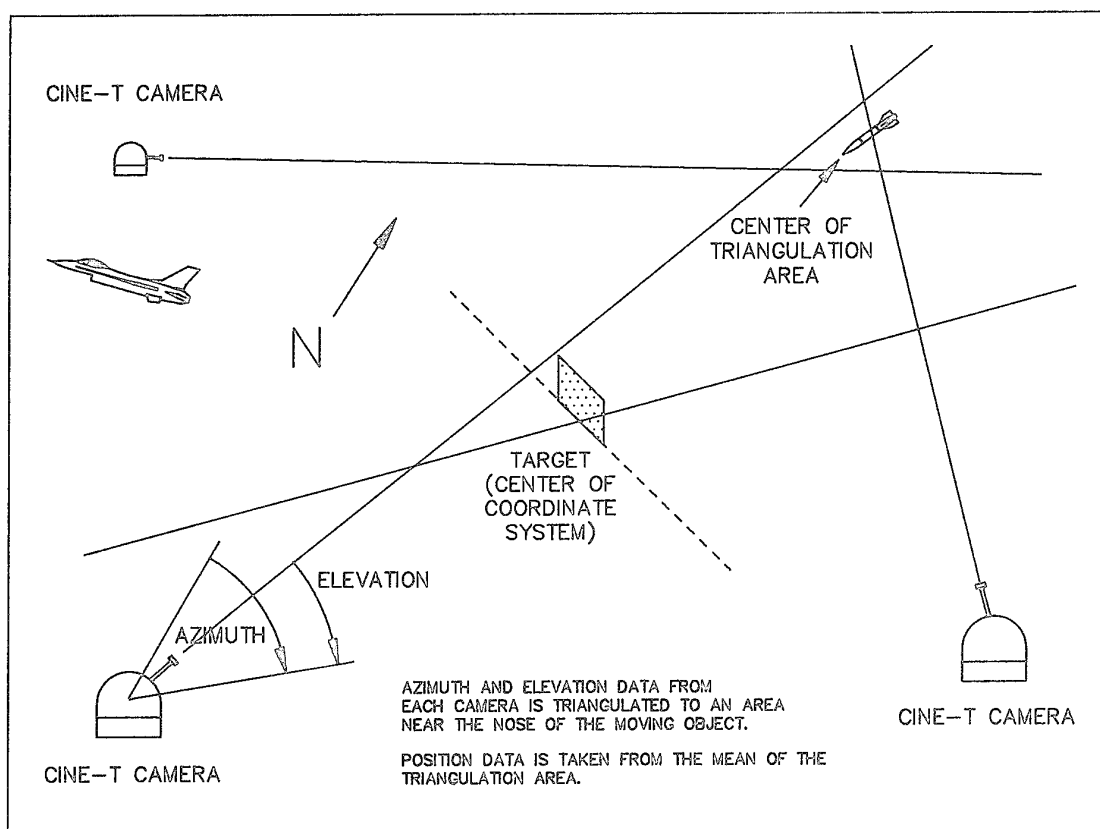 CINE-T CAMERA
CENTER OF
TRIANGULATION
AREA
N
TARGET
(CENTER OF
COORDINATE
SYSTEM)
ELEVATION
AZIMUTH
AZIMUTH AND ELEVATION DATA FROM
EACH CAMERA IS TRIANGULATED TO AN AREA
NEAR THE NOSE OF THE MOVING OBJECT.
POSITION DATA IS TAKEN FROM THE MEAN OF THE
TRIANGULATION AREA.
CINE-T CAMERA
CINE-T CAMERA